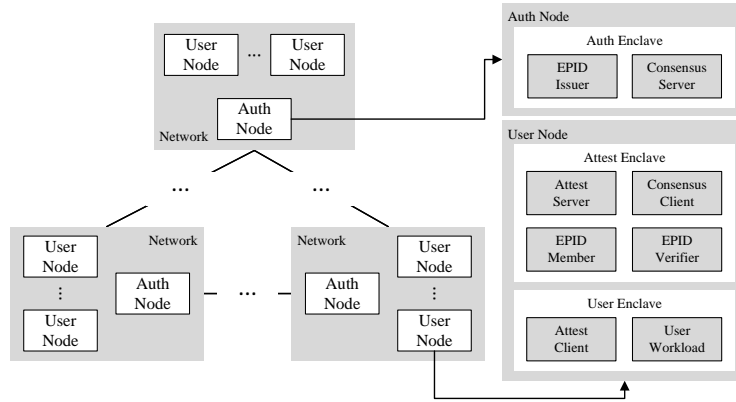 User Node
...
User Node
Auth Node
Network
...
...
User Node
...
User Node
Auth Node
Network
...
Network
Auth Node
User Node
...
User Node
Auth Node
Auth Enclave
EPID Issuer
Consensus Server
User Node
Attest Enclave
Attest Server
Consensus Client
EPID Member
EPID Verifier
User Enclave
Attest Client
User Workload